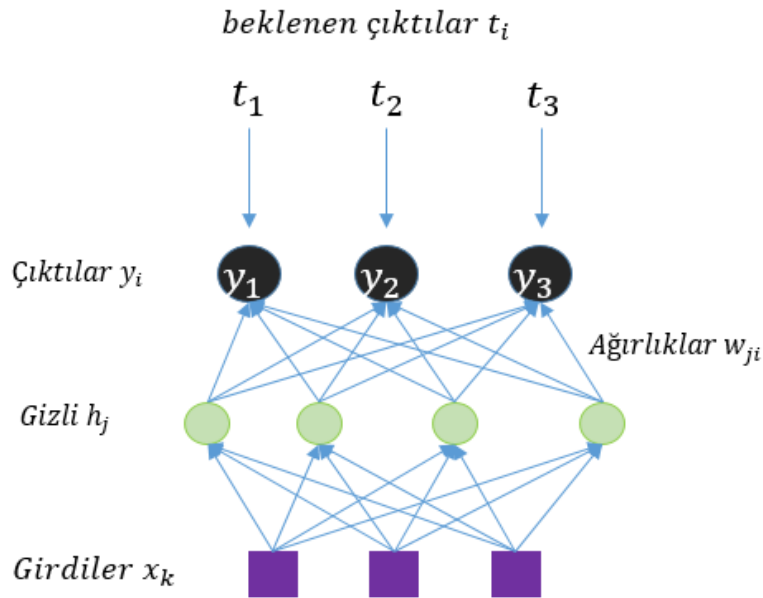 beklenen çıktılar tᵢ
t₁ t₂ t₃
Çıktılar yᵢ y₁ y₂ y₃
Ağırlıklar wⱼᵢ
Gizli hⱼ
Girdiler xₖ